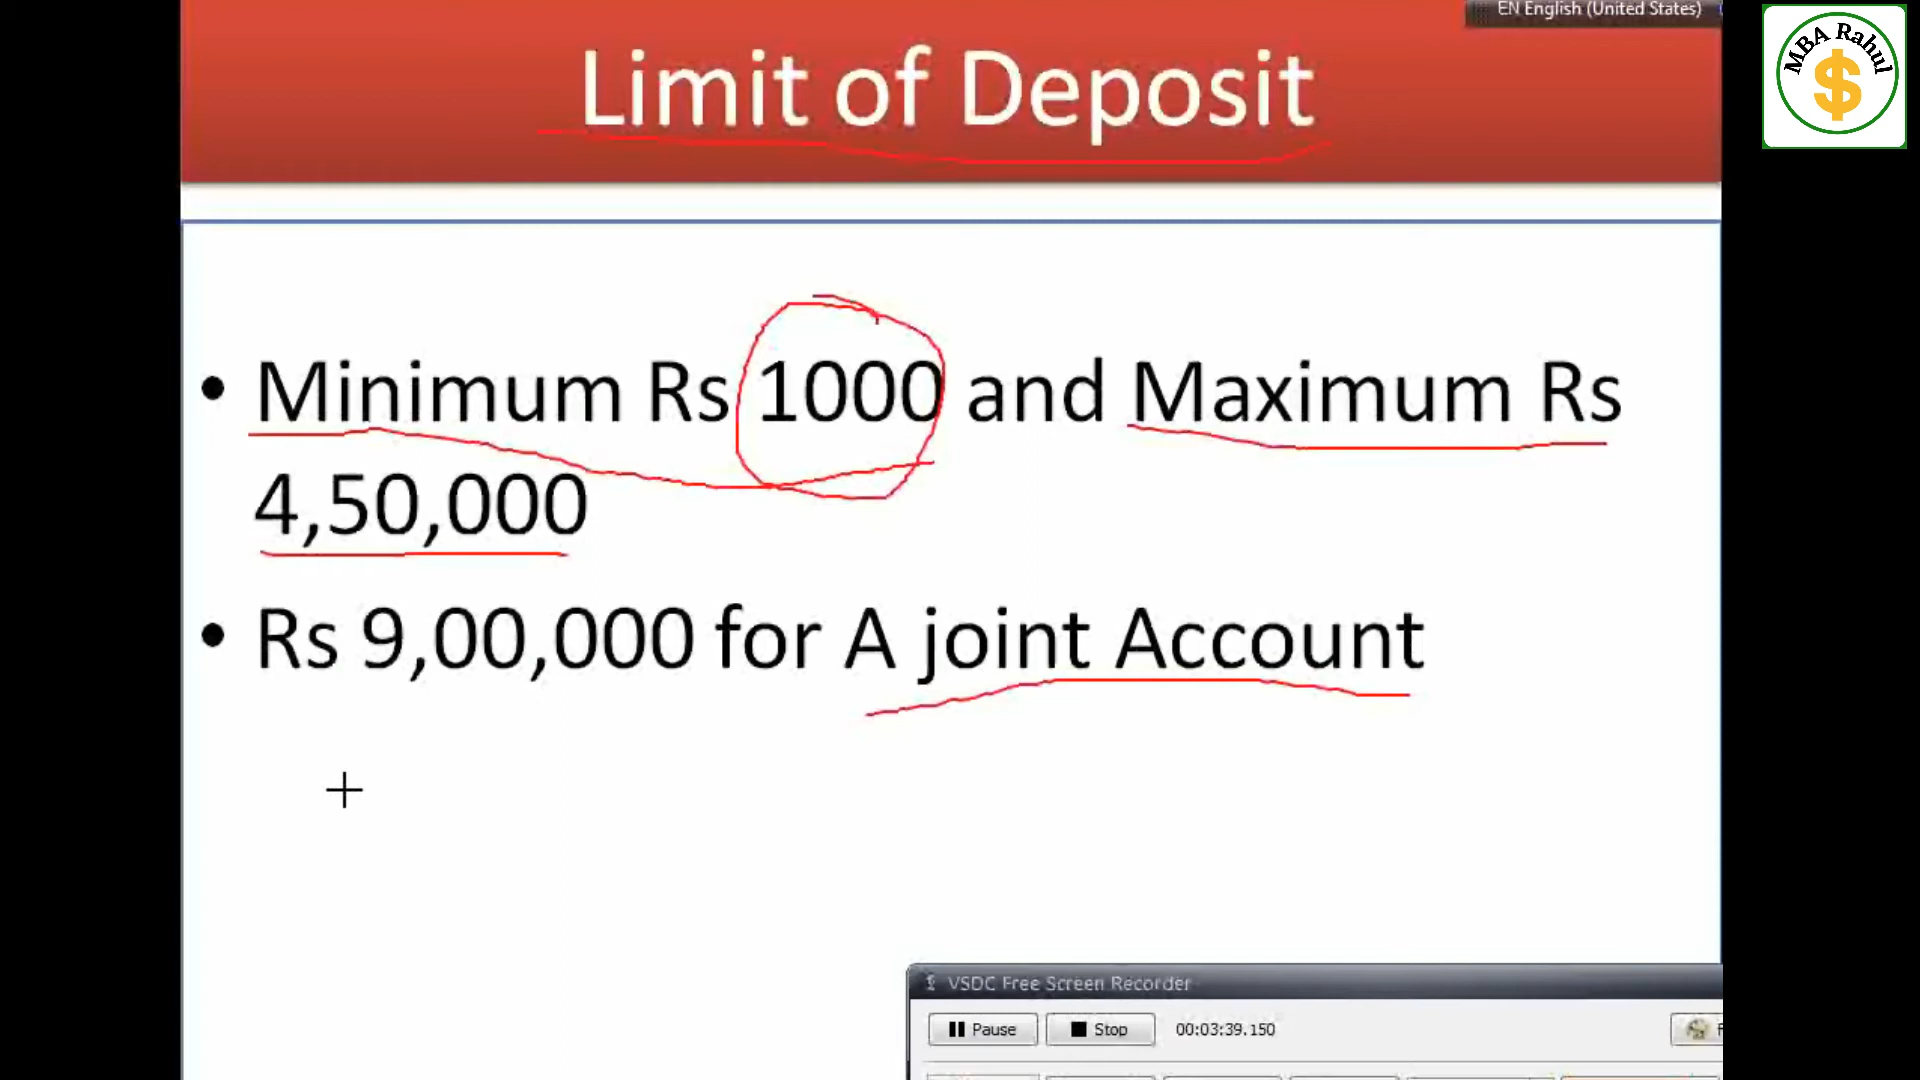 EN English (United States)
MBA Rahul
$
Limit of Deposit
• Minimum Rs 1000 and Maximum Rs
4,50,000
• Rs 9,00,000 for A joint Account
VSDC Free Screen Recorder
Pause Stop 00:03:39.150